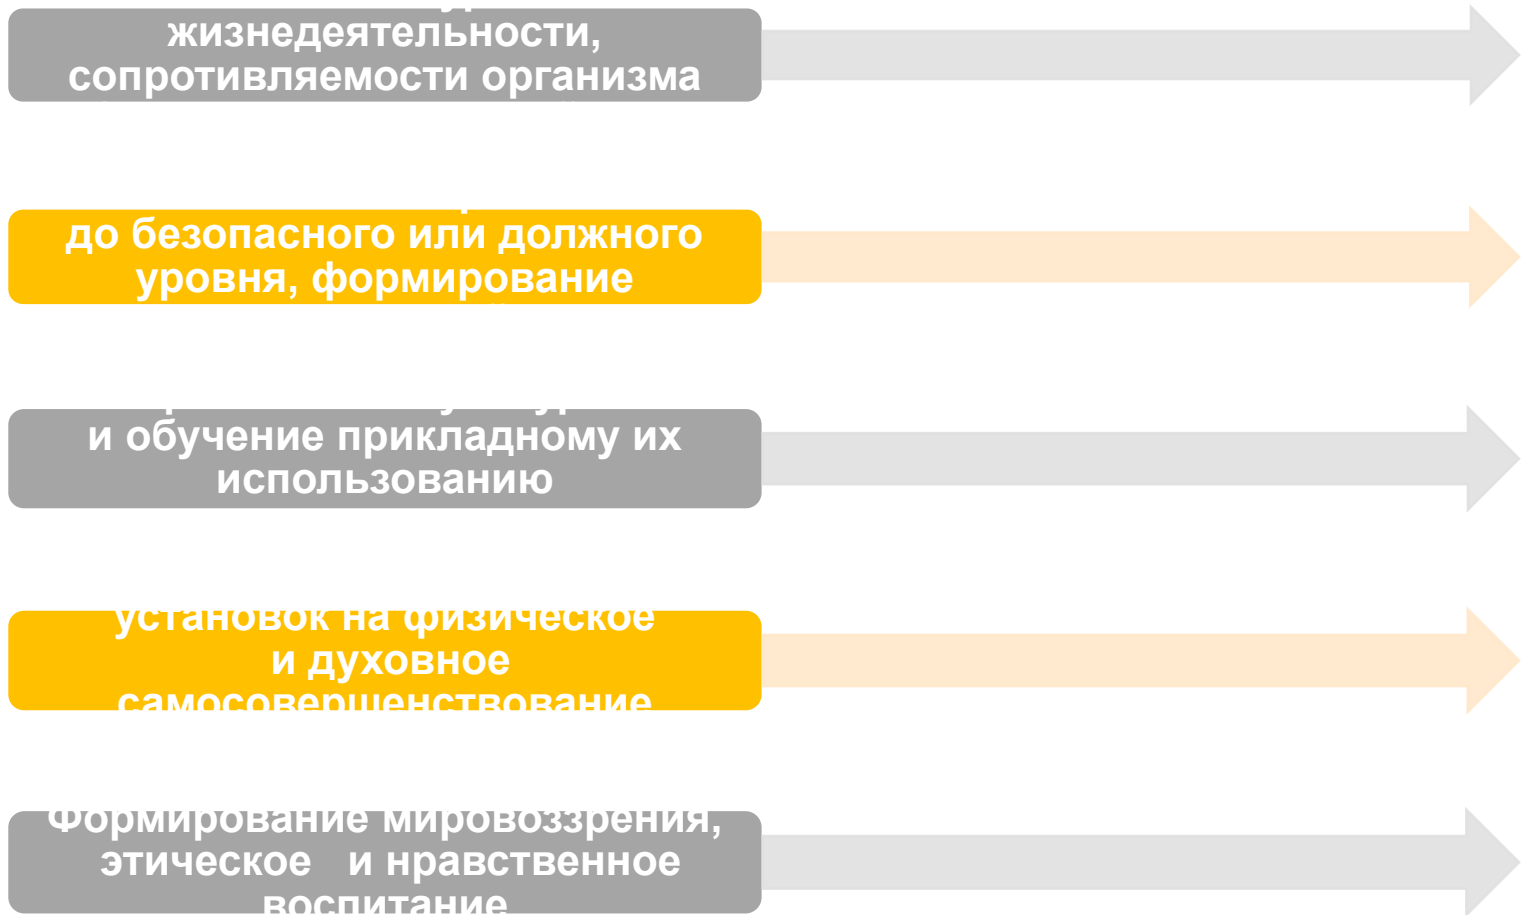 жизнедеятельности,
сопротивляемости организма
до безопасного или должного
уровня, формирование
и обучение прикладному их
использованию
установок на физическое
и духовное
самосовершенствование
Формирование мировоззрения,
этическое и нравственное
воспитание